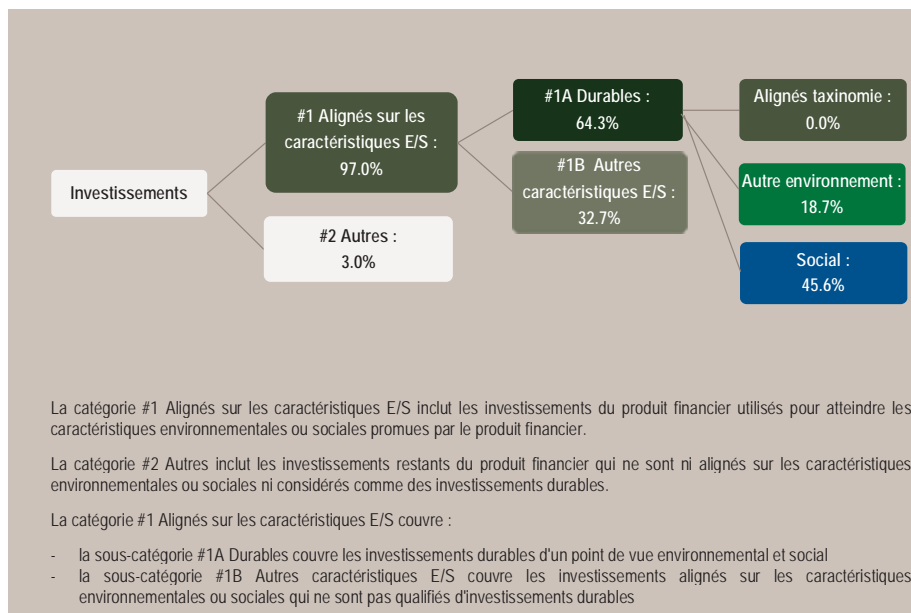 #1 Alignés sur les
caractéristiques E/S :
97.0%
#1A Durables :
64.3%
Alignés taxinomie :
0.0%
#1B Autres
caractéristiques E/S :
32.7%
Investissements
Autre environnement :
18.7%
#2 Autres :
3.0%
Social :
45.6%
La catégorie #1 Alignés sur les caractéristiques E/S inclut les investissements du produit financier utilisés pour atteindre les
caractéristiques environnementales ou sociales promues par le produit financier.
La catégorie #2 Autres inclut les investissements restants du produit financier qui ne sont ni alignés sur les caractéristiques
environnementales ou sociales ni considérés comme des investissements durables.
La catégorie #1 Alignés sur les caractéristiques E/S couvre :
- la sous-catégorie #1A Durables couvre les investissements durables d'un point de vue environnemental et social
- la sous-catégorie #1B Autres caractéristiques E/S couvre les investissements alignés sur les caractéristiques
environnementales ou sociales qui ne sont pas qualifiés d'investissements durables